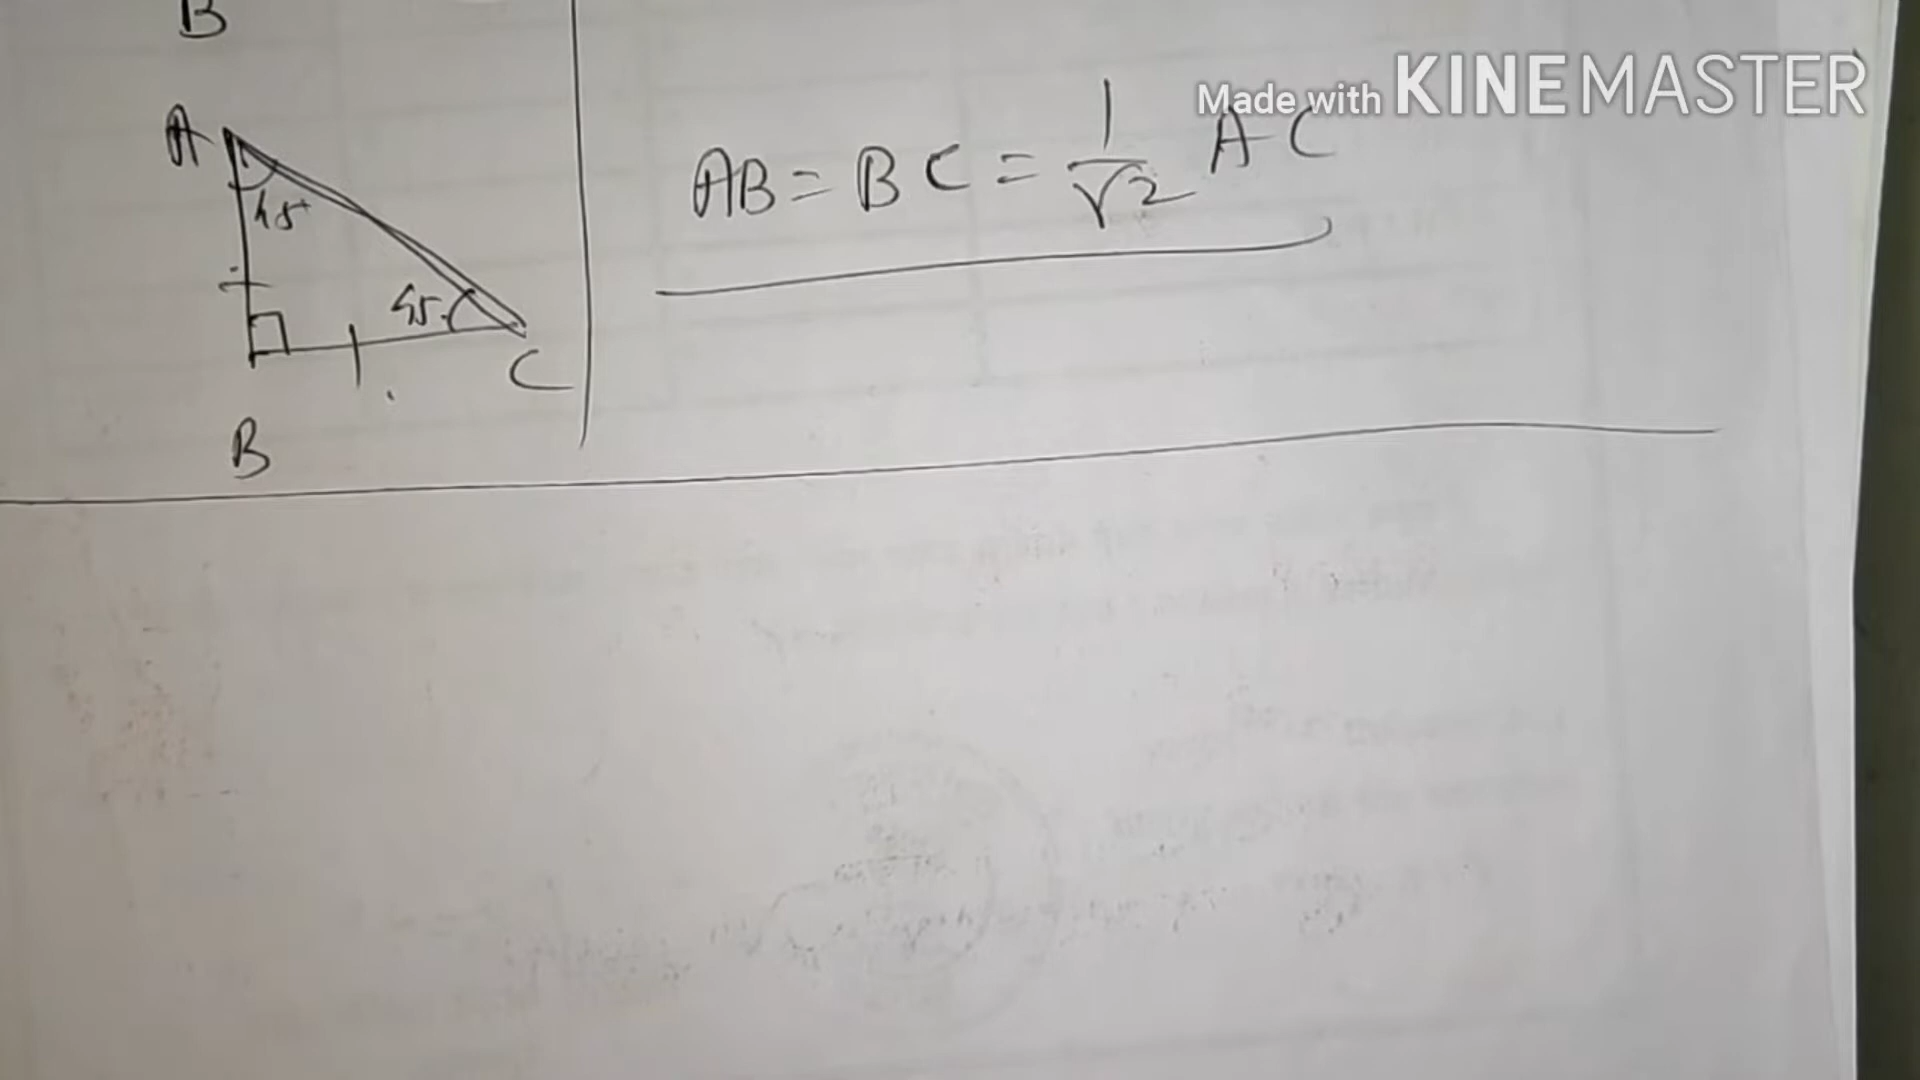 B
Made with KINEMASTER
A
45
45
C
B
AB = BC = 1/√2 AC